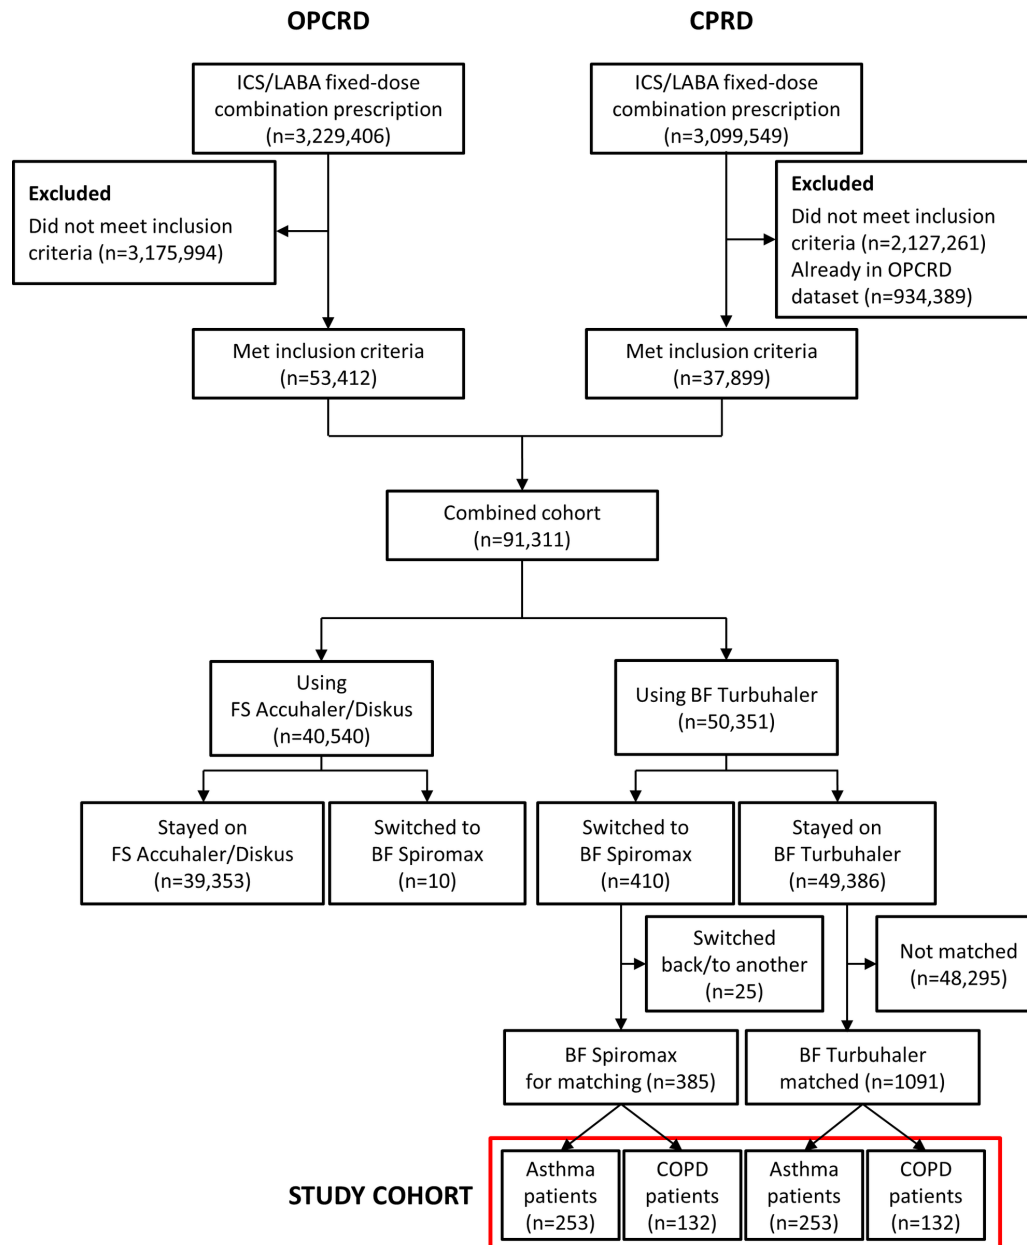 OPCRD
CPRD
ICS/LABA fixed-dose
combination prescription
(n=3,229,406)
ICS/LABA fixed-dose
combination prescription
(n=3,099,549)
Excluded
Did not meet inclusion
criteria (n=3,175,994)
Excluded
Did not meet inclusion
criteria (n=2,127,261)
Already in OPCRD
dataset (n=934,389)
Met inclusion criteria
(n=53,412)
Met inclusion criteria
(n=37,899)
Combined cohort
(n=91,311)
Using
FS Accuhaler/Diskus
(n=40,540)
Using BF Turbuhaler
(n=50,351)
Stayed on
FS Accuhaler/Diskus
(n=39,353)
Switched to
BF Spiromax
(n=10)
Switched to
BF Spiromax
(n=410)
Stayed on
BF Turbuhaler
(n=49,386)
Switched
back/to another
(n=25)
Not matched
(n=48,295)
BF Spiromax
for matching (n=385)
BF Turbuhaler
matched (n=1091)
STUDY COHORT
Asthma
patients
(n=253)
COPD
patients
(n=132)
Asthma
patients
(n=253)
COPD
patients
(n=132)